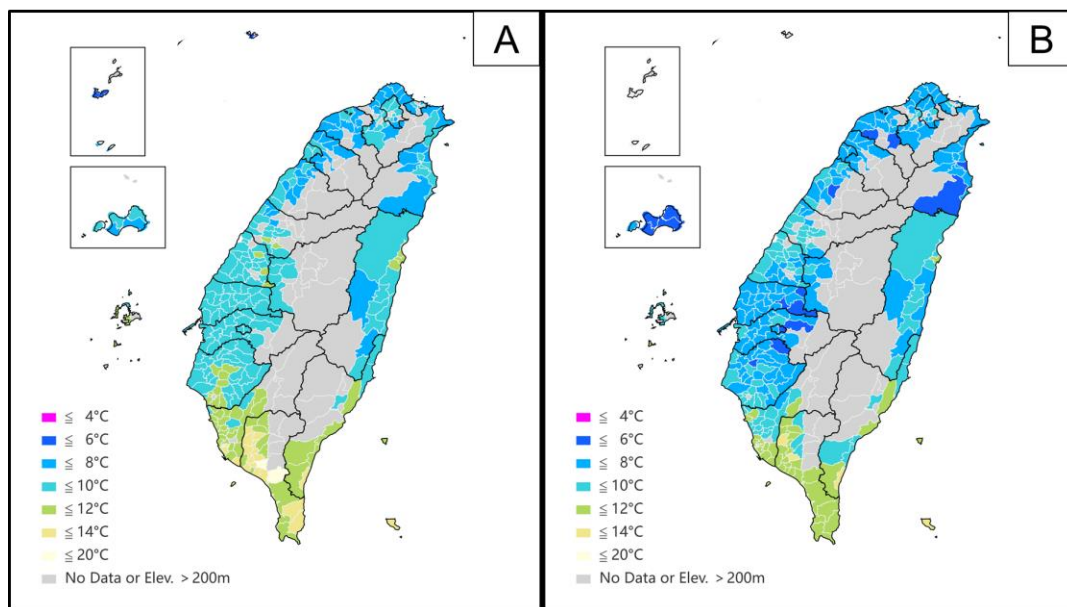 A
≦ 4°C
≦ 6°C
≦ 8°C
≦ 10°C
≦ 12°C
≦ 14°C
≦ 20°C
No Data or Elev. > 200m
B
≦ 4°C
≦ 6°C
≦ 8°C
≦ 10°C
≦ 12°C
≦ 14°C
≦ 20°C
No Data or Elev. > 200m